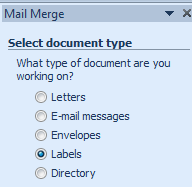 Mail Merge
Select document type
What type of document are you
working on?
Letters
E-mail messages
Envelopes
Labels
Directory